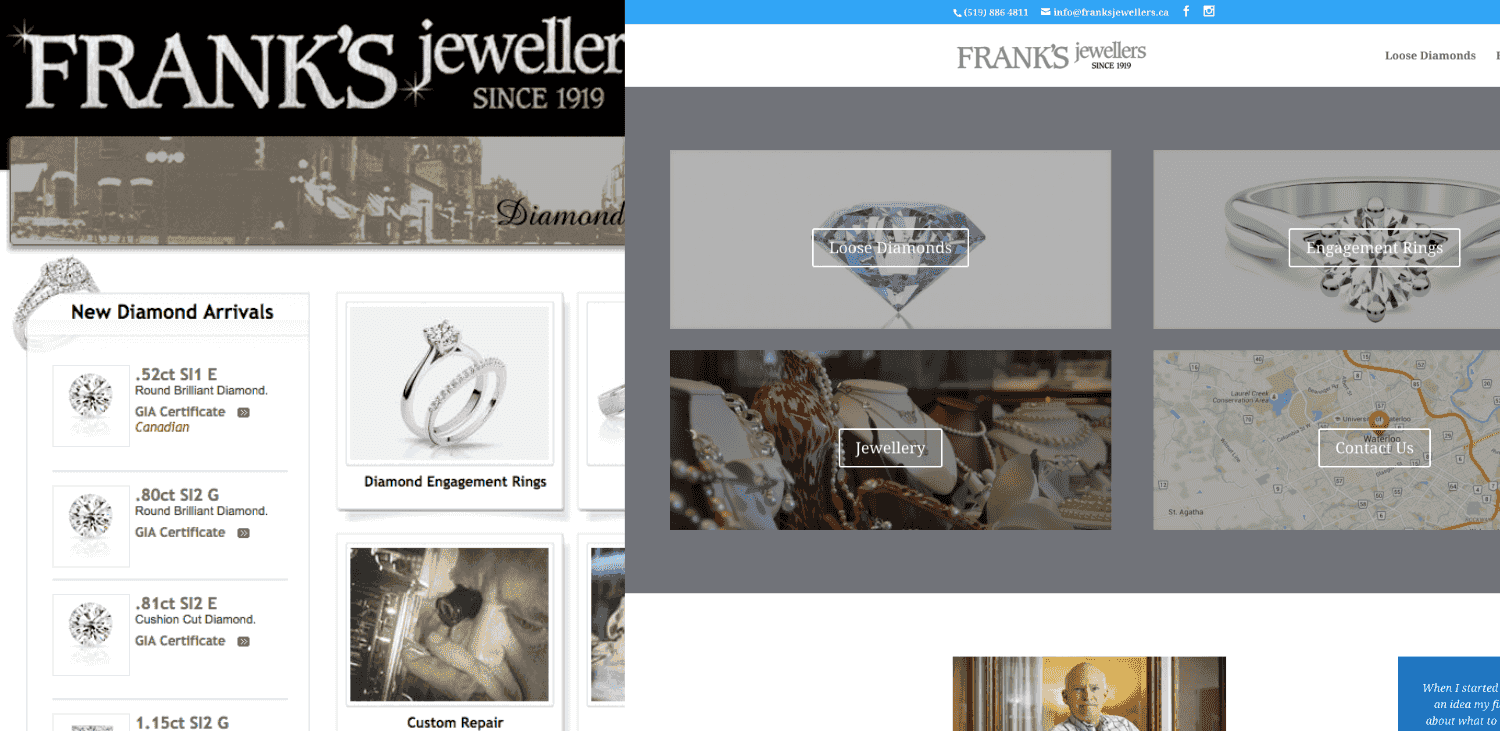 FRANK'S jeweller
SINCE 1919
Diamond
New Diamond Arrivals
.52ct SI1 E
Round Brilliant Diamond.
GIA Certificate
Canadian
.80ct SI2 G
Round Brilliant Diamond.
GIA Certificate
.81ct SI2 E
Cushion Cut Diamond.
GIA Certificate
1.15ct SI2 G
Diamond Engagement Rings
Custom Repair
(519) 886 4811 info@franksjewellers.ca
FRANK'S jewellers
SINCE 1919
Loose Diamonds
Loose Diamonds
Engagement Rings
Jewellery
Contact Us
Laurel Creek
Conservation Area
Waterloo
St. Agatha
When I started
an idea my
about what to